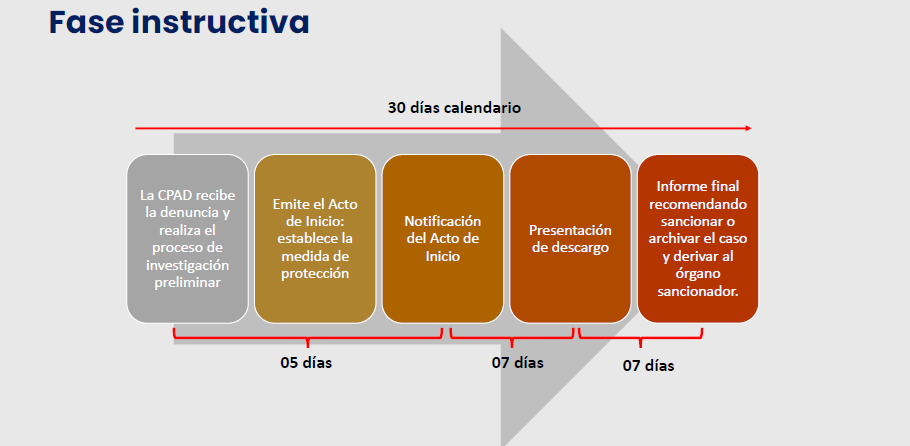 Fase instructiva
30 días calendario
La CPAD recibe
la denuncia y
realiza el
proceso de
investigación
preliminar
Emite el Acto
de Inicio:
establece la
medida de
protección
Notificación
del Acto de
Inicio
Presentación
de descargo
Informe final
recomendando
sancionar o
archivar el caso
y derivar al
órgano
sancionador.
05 días
07 días
07 días